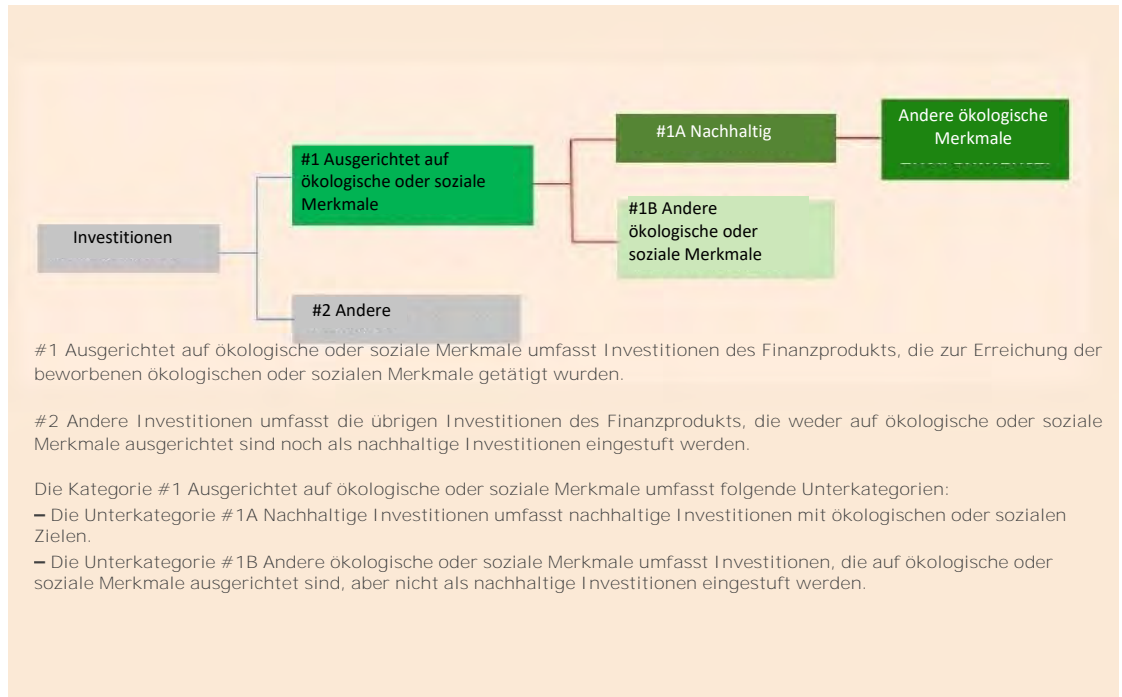 Andere ökologische
Merkmale
#1A Nachhaltig
#1 Ausgerichtet auf
ökologische oder soziale
Merkmale
#1B Andere
ökologische oder
soziale Merkmale
Investitionen
#2 Andere
#1 Ausgerichtet auf ökologische oder soziale Merkmale umfasst Investitionen des Finanzprodukts, die zur Erreichung der
beworbenen ökologischen oder sozialen Merkmale getätigt wurden.
#2 Andere Investitionen umfasst die übrigen Investitionen des Finanzprodukts, die weder auf ökologische oder soziale
Merkmale ausgerichtet sind noch als nachhaltige Investitionen eingestuft werden.
Die Kategorie #1 Ausgerichtet auf ökologische oder soziale Merkmale umfasst folgende Unterkategorien:
– Die Unterkategorie #1A Nachhaltige Investitionen umfasst nachhaltige Investitionen mit ökologischen oder sozialen
Zielen.
– Die Unterkategorie #1B Andere ökologische oder soziale Merkmale umfasst Investitionen, die auf ökologische oder
soziale Merkmale ausgerichtet sind, aber nicht als nachhaltige Investitionen eingestuft werden.